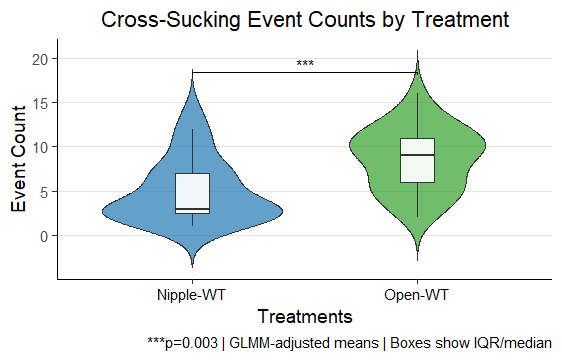 Cross-Sucking Event Counts by Treatment
***
20
15
10
5
0
Event Count
Nipple-WT Open-WT
Treatments
***p=0.003 | GLMM-adjusted means | Boxes show IQR/median